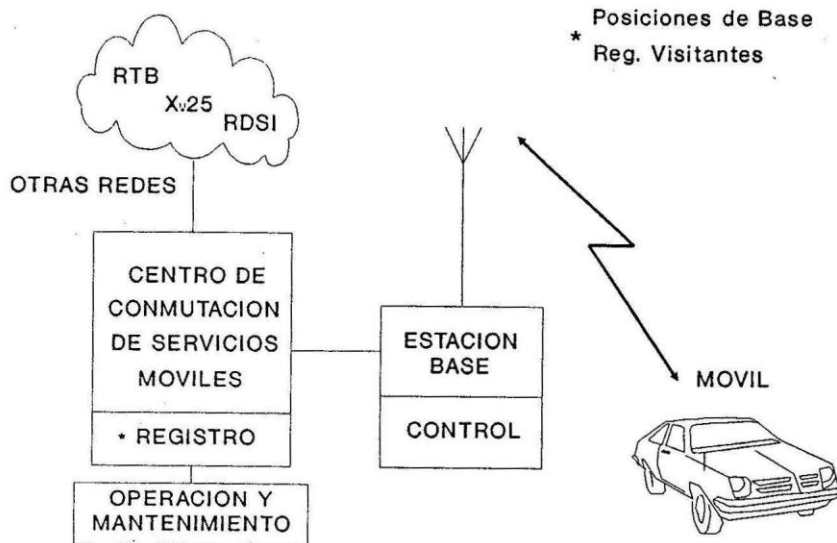 Posiciones de Base
* Reg. Visitantes
RTB
X.25
RDSI
OTRAS REDES
CENTRO DE
CONMUTACION
DE SERVICIOS
MOVILES
* REGISTRO
OPERACION Y
MANTENIMIENTO
ESTACION
BASE
CONTROL
MOVIL